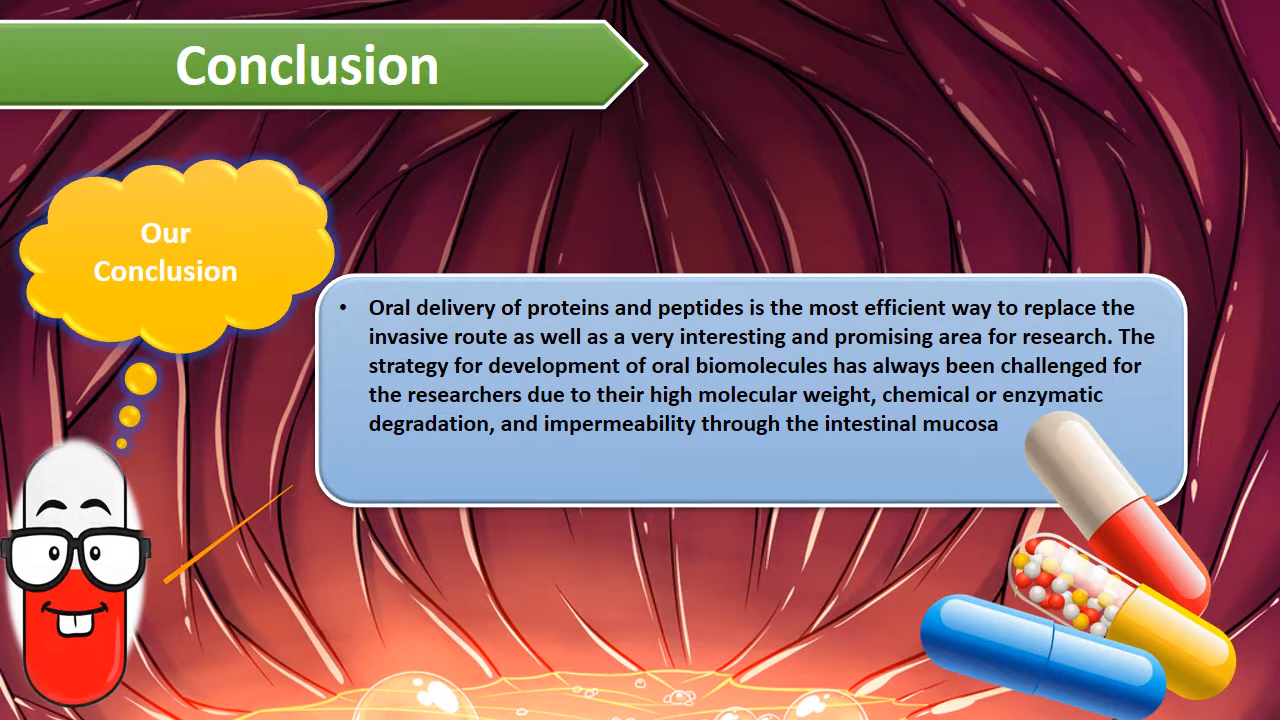 Conclusion
Our
Conclusion
• Oral delivery of proteins and peptides is the most efficient way to replace the
invasive route as well as a very interesting and promising area for research. The
strategy for development of oral biomolecules has always been challenged for
the researchers due to their high molecular weight, chemical or enzymatic
degradation, and impermeability through the intestinal mucosa